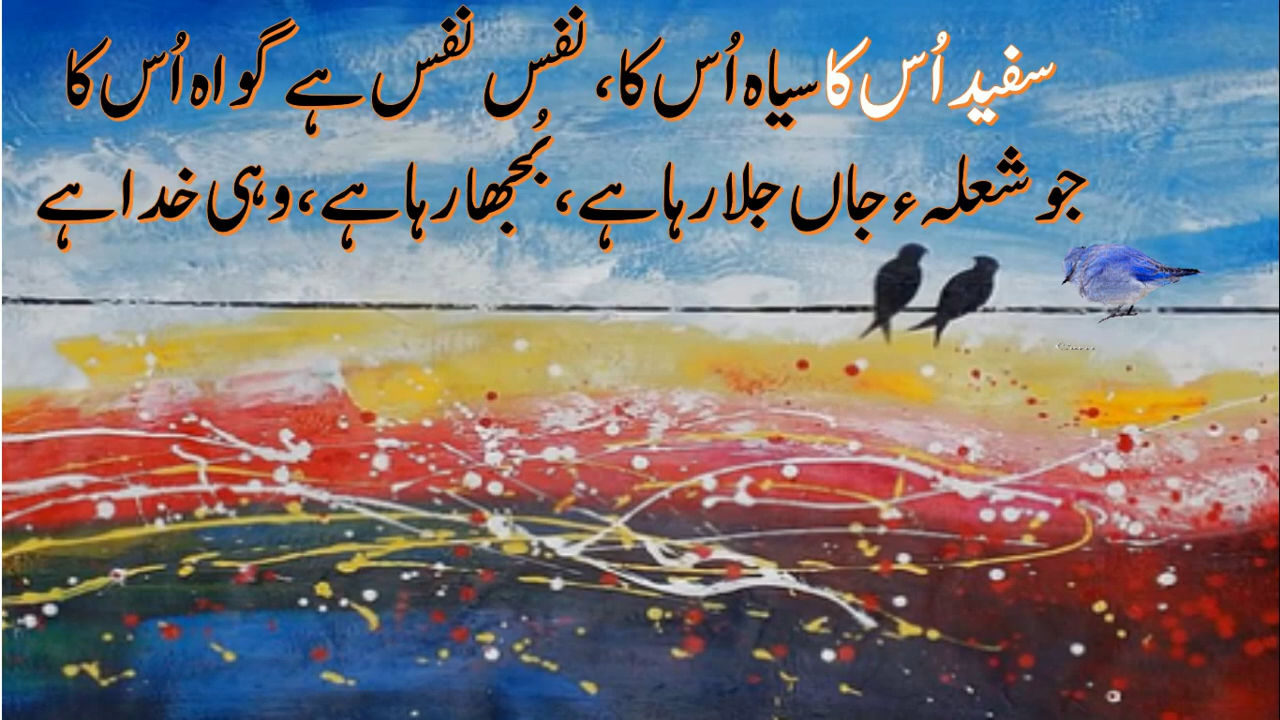 سفید اُس کا سیاہ اُس کا، نفس نفس ہے گواہ اُس کا
جو شعلہ ء جاں جلا رہا ہے، بُجھا رہا ہے، وہی خدا ہے